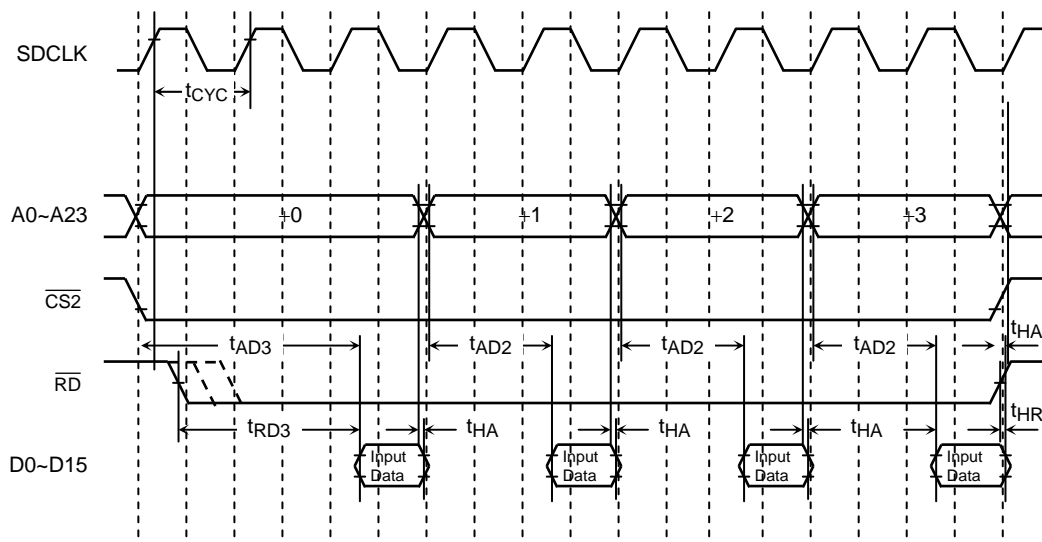 SDCLK
tCYC
A0~A23
+0
+1
+2
+3
CS2
tAD3
tAD2
tAD2
tAD2
tHA
RD
tRD3
tHA
tHA
tHA
tHR
D0~D15
Input
Data
Input
Data
Input
Data
Input
Data